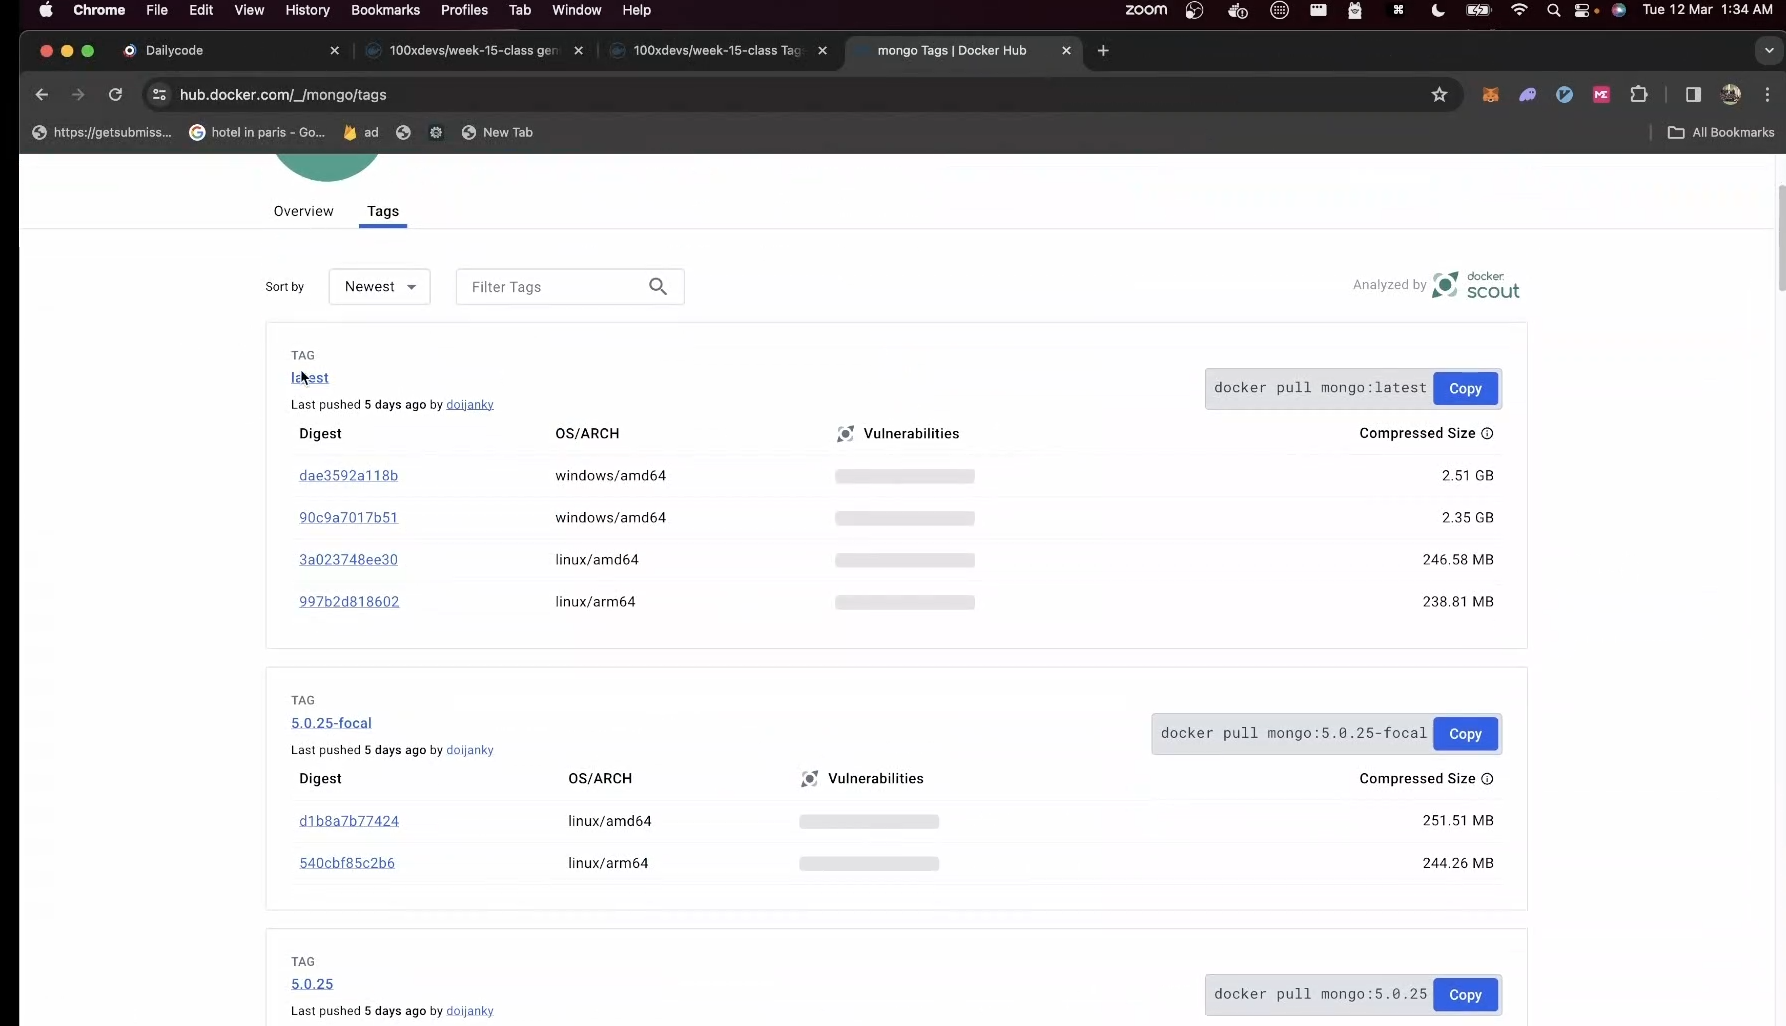 Chrome File Edit View History Bookmarks Profiles Tab Window Help zoom Tue 12 Mar 1:34 AM
Dailycode 100xdevs/week-15-class gen 100xdevs/week-15-class Tag mongo Tags | Docker Hub
hub.docker.com/_/mongo/tags
https://getsubmiss... hotel in paris - Go... ad New Tab All Bookmarks
Overview Tags
Sort by Newest Filter Tags Analyzed by docker scout
TAG
latest
docker pull mongo:latest Copy
Last pushed 5 days ago by doijanky
Digest OS/ARCH Vulnerabilities Compressed Size
dae3592a118b windows/amd64 2.51 GB
90c9a7017b51 windows/amd64 2.35 GB
3a023748ee30 linux/amd64 246.58 MB
997b2d818602 linux/arm64 238.81 MB
TAG
5.0.25-focal
docker pull mongo:5.0.25-focal Copy
Last pushed 5 days ago by doijanky
Digest OS/ARCH Vulnerabilities Compressed Size
d1b8a7b77424 linux/amd64 251.51 MB
540cbf85c2b6 linux/arm64 244.26 MB
TAG
5.0.25
docker pull mongo:5.0.25 Copy
Last pushed 5 days ago by doijanky